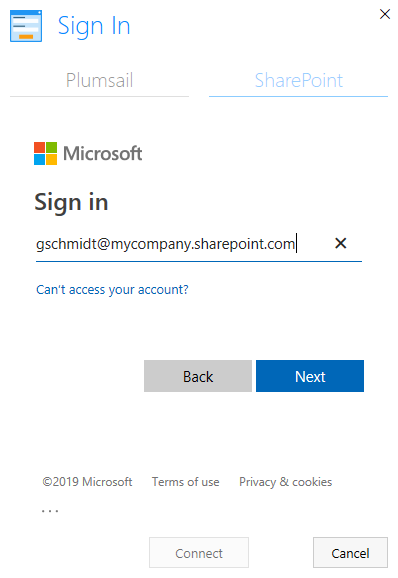 Sign In
Plumsail
SharePoint
Microsoft
Sign in
gschmidt@mycompany.sharepoint.com
Can't access your account?
Back
Next
©2019 Microsoft Terms of use Privacy & cookies
...
Connect
Cancel